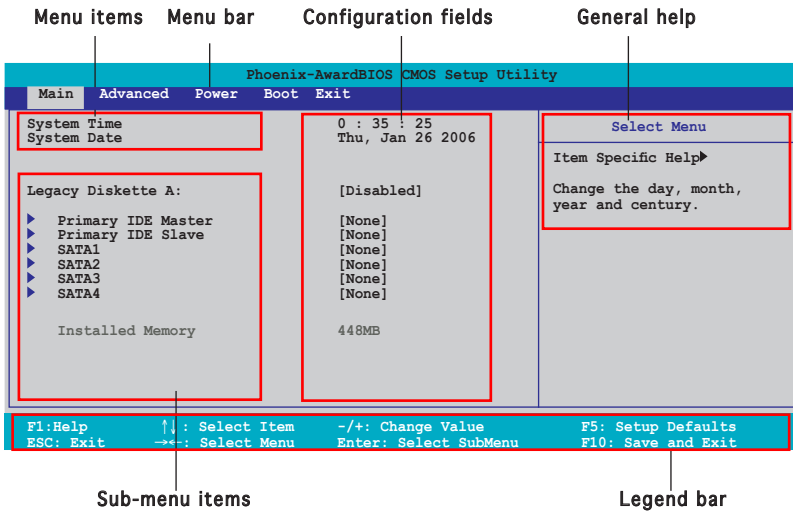 Menu items Menu bar Configuration fields General help
Phoenix-AwardBIOS CMOS Setup Utility
Main Advanced Power Boot Exit
System Time 0 : 35 : 25
System Date Thu, Jan 26 2006
Select Menu
Item Specific Help▶
Legacy Diskette A: [Disabled]
Change the day, month,
year and century.
▶ Primary IDE Master [None]
▶ Primary IDE Slave [None]
▶ SATA1 [None]
▶ SATA2 [None]
▶ SATA3 [None]
▶ SATA4 [None]
Installed Memory 448MB
F1:Help ↑↓: Select Item -/+: Change Value F5: Setup Defaults
ESC: Exit →←: Select Menu Enter: Select SubMenu F10: Save and Exit
Sub-menu items Legend bar